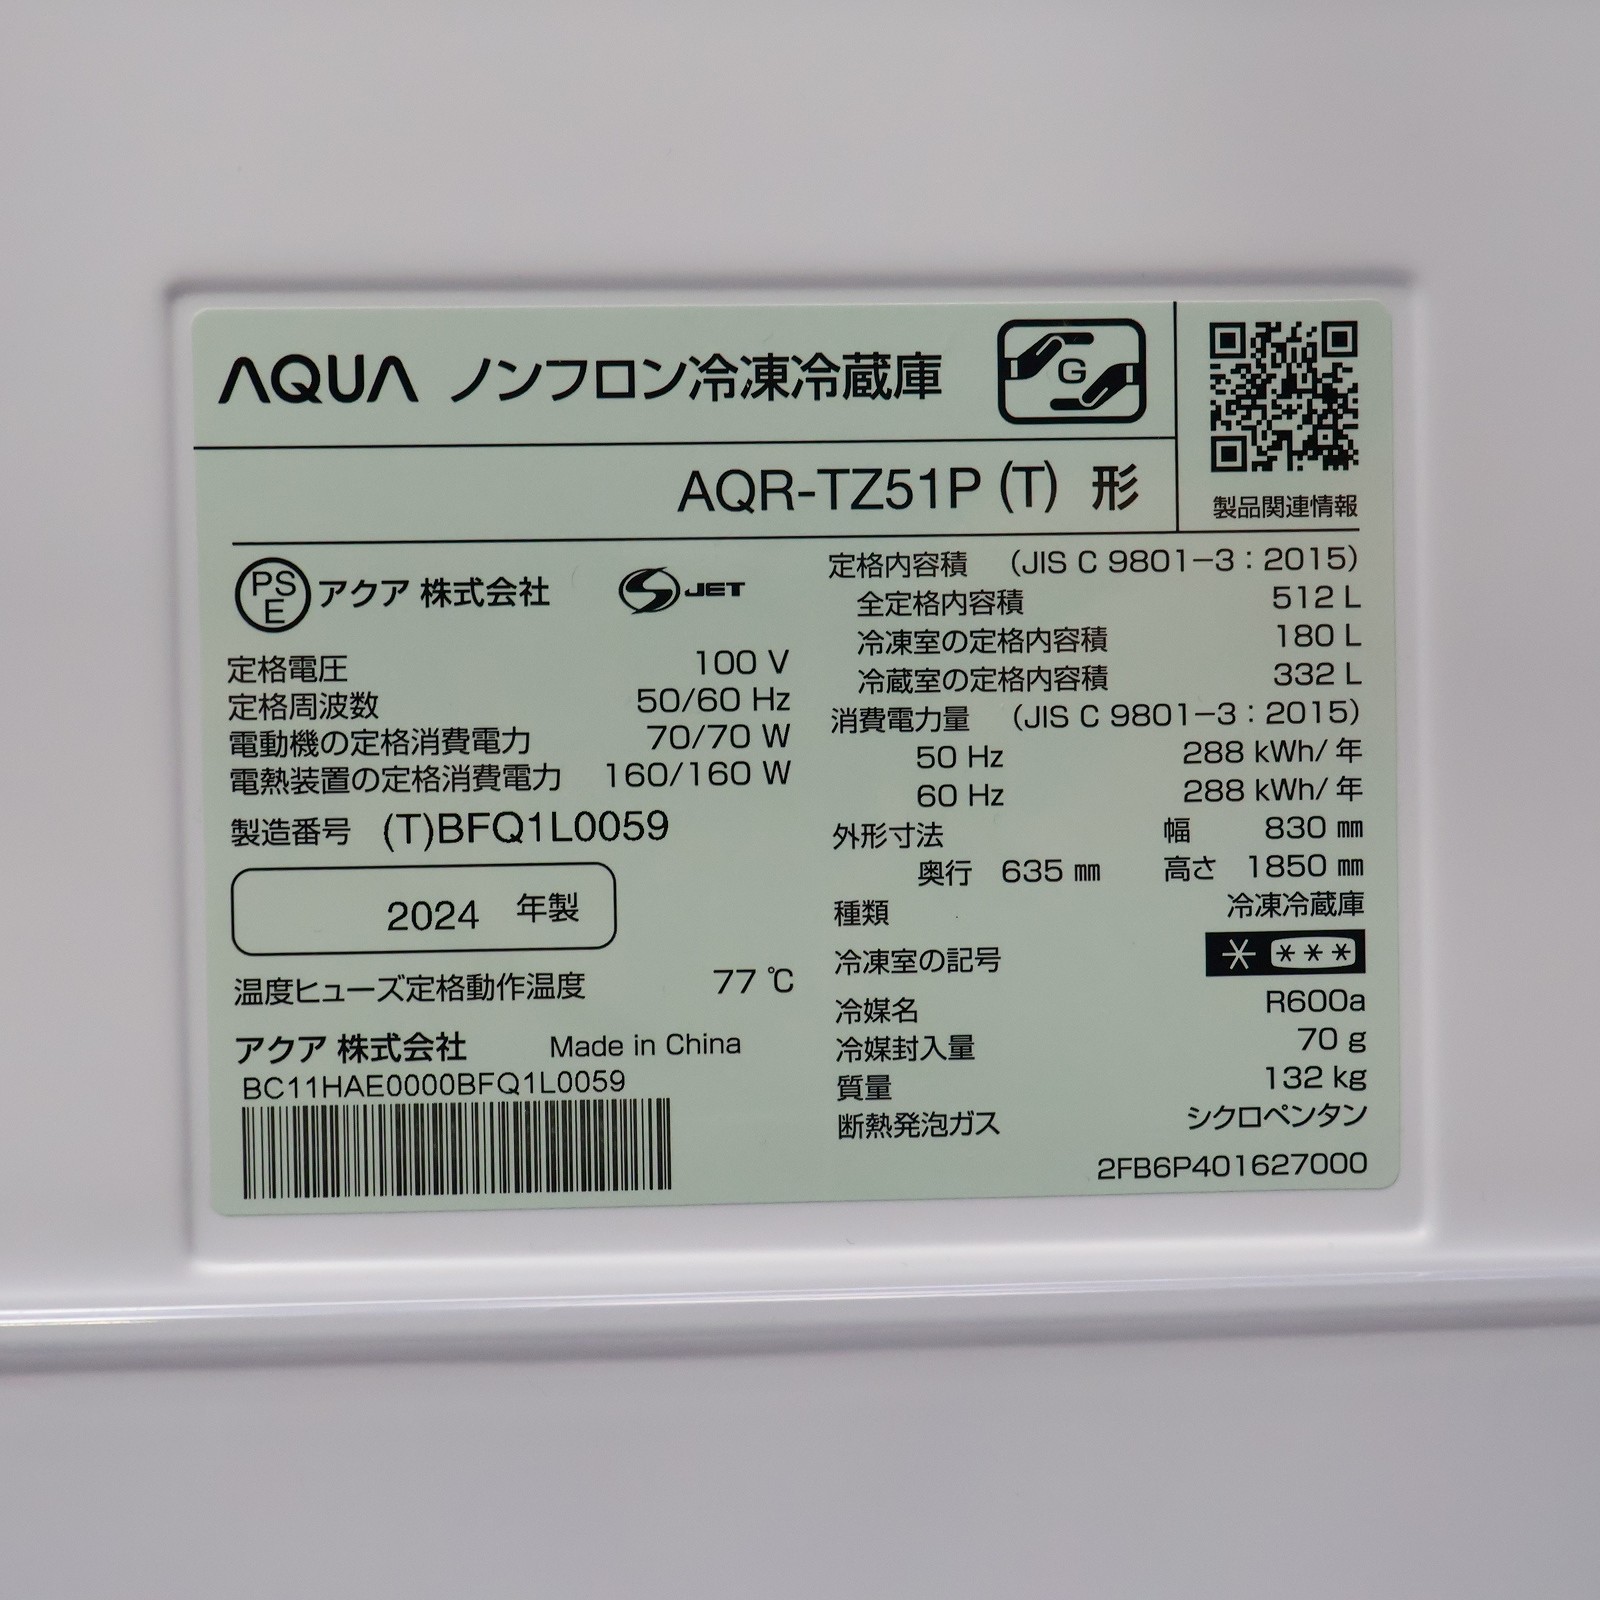 AQUA ノンフロン冷凍冷蔵庫
G
AQR-TZ51P (T) 形
製品関連情報
PS
E
アクア 株式会社
S JET
定格電圧 100 V
定格周波数 50/60 Hz
電動機の定格消費電力 70/70 W
電熱装置の定格消費電力 160/160 W
製造番号 (T)BFQ1L0059
2024 年製
温度ヒューズ定格動作温度 77 ℃
アクア 株式会社 Made in China
BC11HAE0000BFQ1L0059
定格内容積 (JIS C 9801-3:2015)
全定格内容積 512 L
冷凍室の定格内容積 180 L
冷蔵室の定格内容積 332 L
消費電力量 (JIS C 9801-3:2015)
50 Hz 288 kWh/年
60 Hz 288 kWh/年
外形寸法 幅 830 ㎜
奥行 635 ㎜ 高さ 1850 ㎜
種類 冷凍冷蔵庫
冷凍室の記号 * ***
冷媒名 R600a
冷媒封入量 70 g
質量 132 kg
断熱発泡ガス シクロペンタン
2FB6P401627000